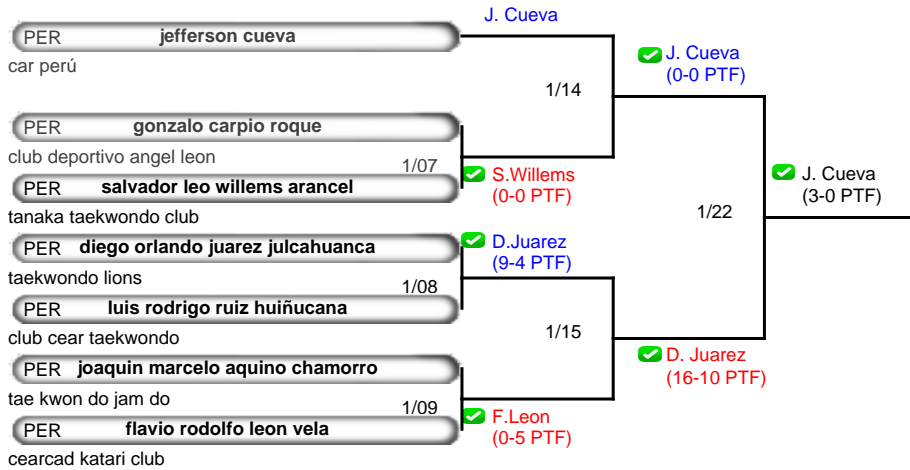 J. Cueva
PER jefferson cueva
car perú
J. Cueva
(0-0 PTF)
1/14
PER gonzalo carpio roque
club deportivo angel leon
1/07
S.Willems
(0-0 PTF)
PER salvador leo willems arancel
tanaka taekwondo club
J. Cueva
(3-0 PTF)
1/22
PER diego orlando juarez julcahuanca
D.Juarez
(9-4 PTF)
taekwondo lions
1/08
PER luis rodrigo ruiz huiñucana
club cear taekwondo
1/15
PER joaquin marcelo aquino chamorro
D. Juarez
(16-10 PTF)
tae kwon do jam do
1/09
F.Leon
(0-5 PTF)
PER flavio rodolfo leon vela
cearcad katari club